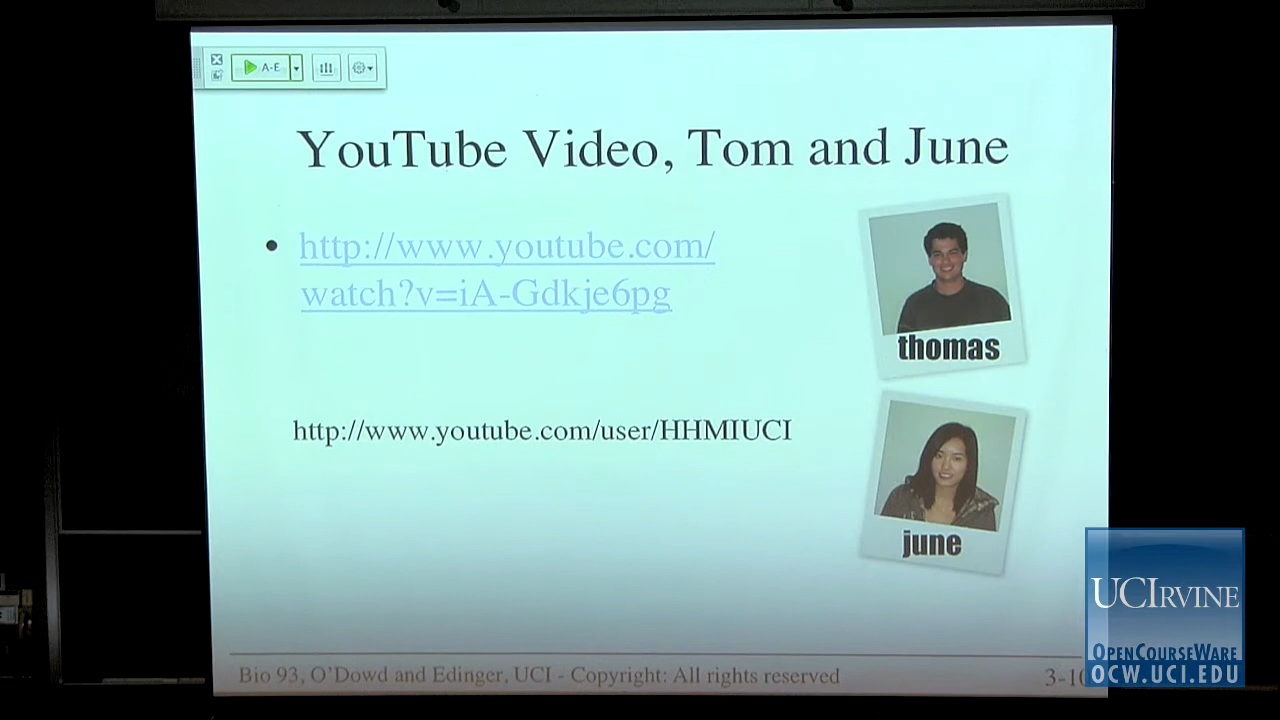 A-E
YouTube Video, Tom and June
• http://www.youtube.com/
watch?v=iA-Gdkje6pg
thomas
http://www.youtube.com/user/HHMIUCI
june
UCIRVINE
OPENCOURSEWARE
OCW.UCI.EDU
Bio 93, O'Dowd and Edinger, UCI - Copyright: All rights reserved
3-10